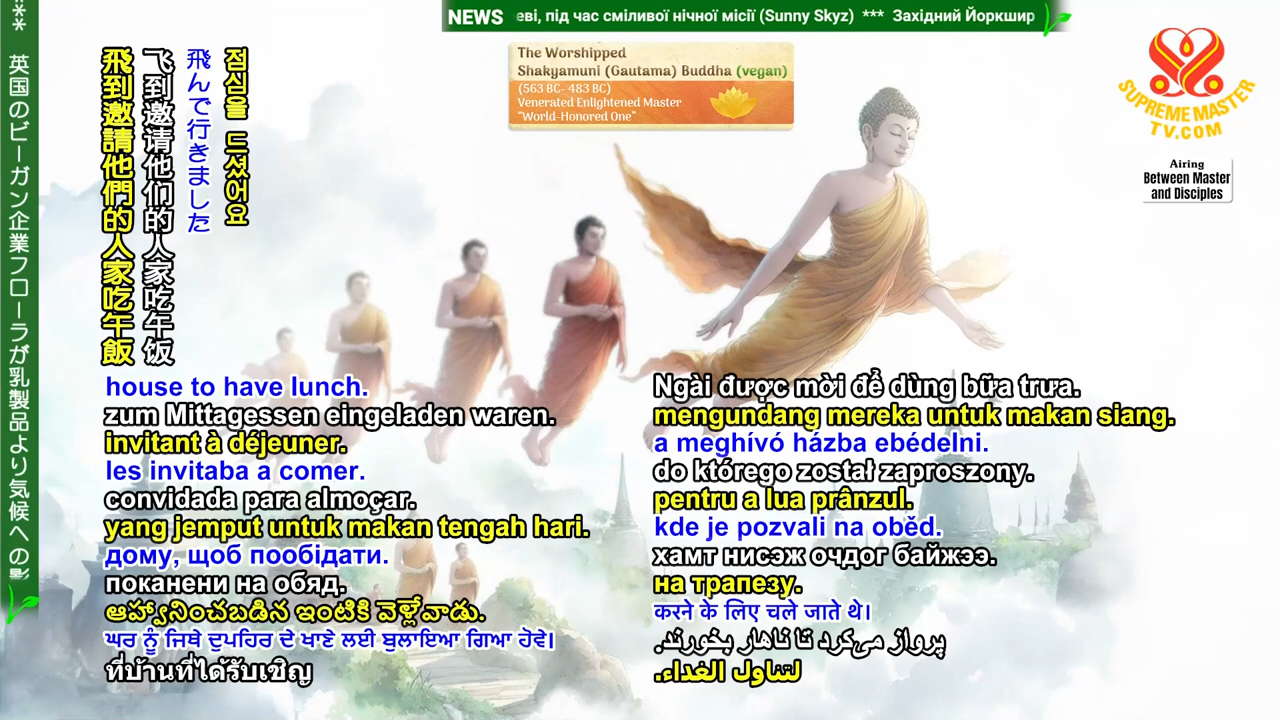 NEWS еві, під час сміливої нічної місії (Sunny Skyz) *** Західний Йоркшир
The Worshipped
Shakyamuni (Gautama) Buddha (vegan)
(563 BC- 483 BC)
Venerated Enlightened Master
“World-Honored One”
SUPREME MASTER
TV.COM
Airing
Between Master
and Disciples
** 英国のビーガン企業フローラが乳製品より気候への
飛到邀請他們的人家吃午飯
飞到邀请他们的人家吃午饭
飛んで行きました
점심을 드셨어요
house to have lunch.
zum Mittagessen eingeladen waren.
invitant à déjeuner.
les invitaba a comer.
convidada para almoçar.
yang jemput untuk makan tengah hari.
дому, щоб пообідати.
поканени на обяд.
ఆహ్వానించబడిన ఇంటికి వెళ్లేవాడు.
ਘਰ ਨੂੰ ਜਿਥੇ ਦੁਪਹਿਰ ਦੇ ਖਾਣੇ ਲਈ ਬੁਲਾਇਆ ਗਿਆ ਹੋਵੇ।
ที่บ้านที่ได้รับเชิญ
Ngài được mời để dùng bữa trưa.
mengundang mereka untuk makan siang.
a meghívó házba ebédelni.
do którego został zaproszony.
pentru a lua prânzul.
kde je pozvali na oběd.
хамт нисэж очдог байжээ.
на трапезу.
करने के लिए चले जाते थे।
پرواز می‌کرد تا ناهار بخورند.
لتناول الغداء.